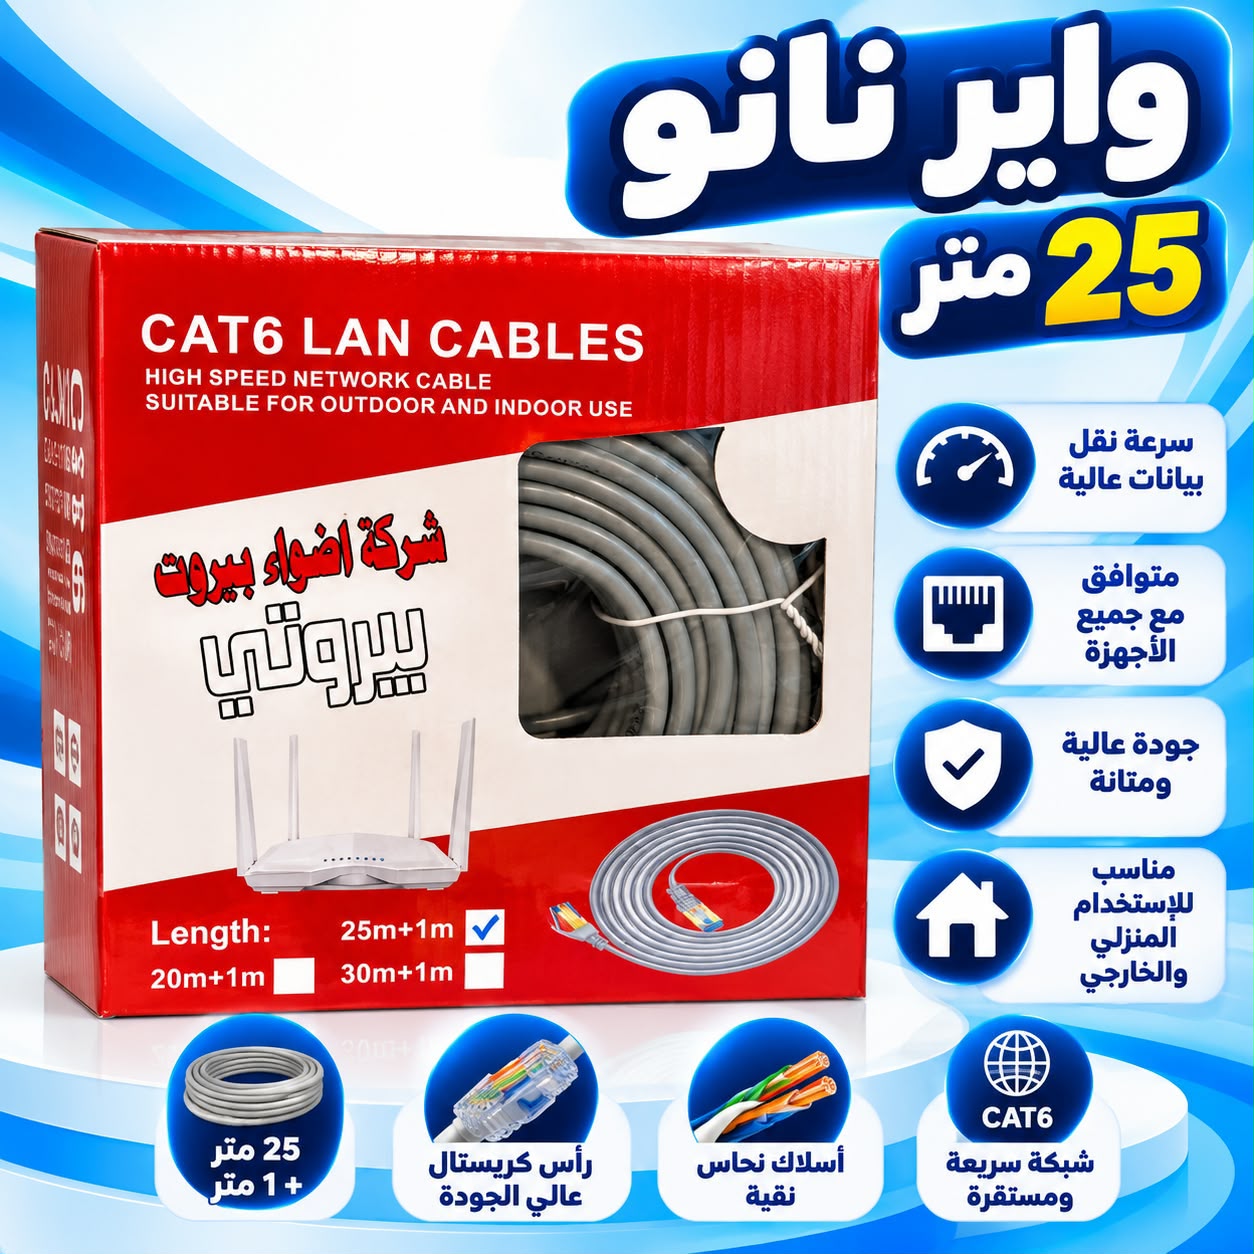 واير نانو
25 متر
CAT6 LAN CABLES
HIGH SPEED NETWORK CABLE
SUITABLE FOR OUTDOOR AND INDOOR USE
شركة اضواء بيروت
بيروتي
Length:
25m+1m
20m+1m
30m+1m
سرعة نقل
بيانات عالية
متوافق
مع جميع
الأجهزة
جودة عالية
ومتانة
مناسب
للإستخدام
المنزلي
والخارجي
25 متر
+ 1 متر
رأس كريستال
عالي الجودة
أسلاك نحاس
نقية
CAT6
شبكة سريعة
ومستقرة